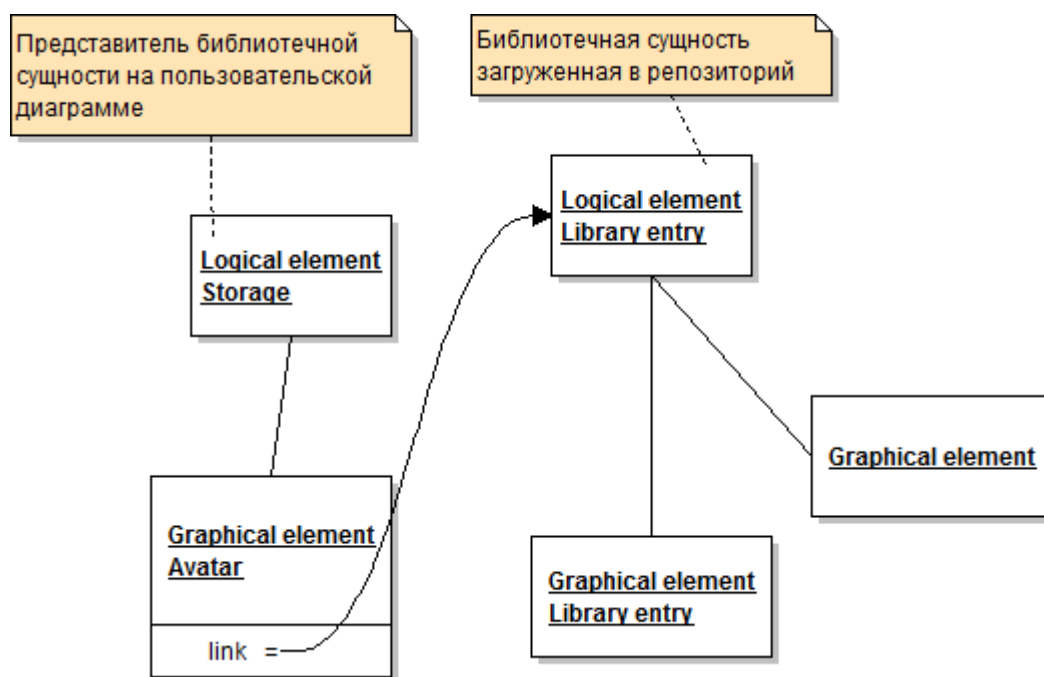 Представитель библиотечной
сущности на пользовательской
диаграмме
Библиотечная сущность
загруженная в репозиторий
Logical element
Library entry
Logical element
Storage
Graphical element
Graphical element
Avatar
link =
Graphical element
Library entry